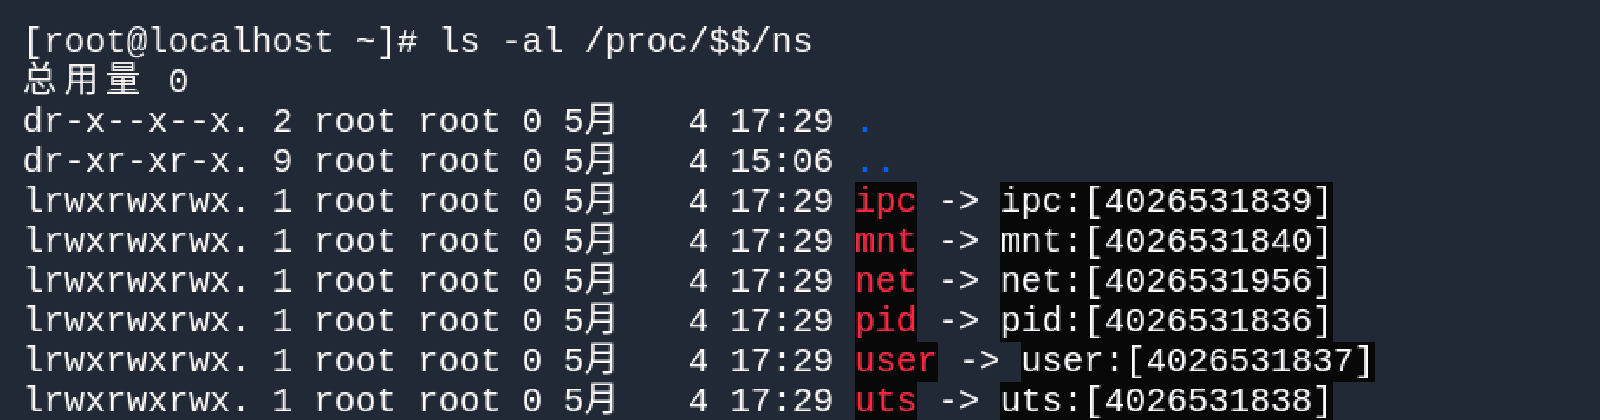 [root@localhost ~]# ls -al /proc/$$/ns
总用量 0
dr-x--x--x. 2 root root 0 5月    4 17:29 .
dr-xr-xr-x. 9 root root 0 5月    4 15:06 ..
lrwxrwxrwx. 1 root root 0 5月    4 17:29 ipc -> ipc:[4026531839]
lrwxrwxrwx. 1 root root 0 5月    4 17:29 mnt -> mnt:[4026531840]
lrwxrwxrwx. 1 root root 0 5月    4 17:29 net -> net:[4026531956]
lrwxrwxrwx. 1 root root 0 5月    4 17:29 pid -> pid:[4026531836]
lrwxrwxrwx. 1 root root 0 5月    4 17:29 user -> user:[4026531837]
lrwxrwxrwx. 1 root root 0 5月    4 17:29 uts -> uts:[4026531838]